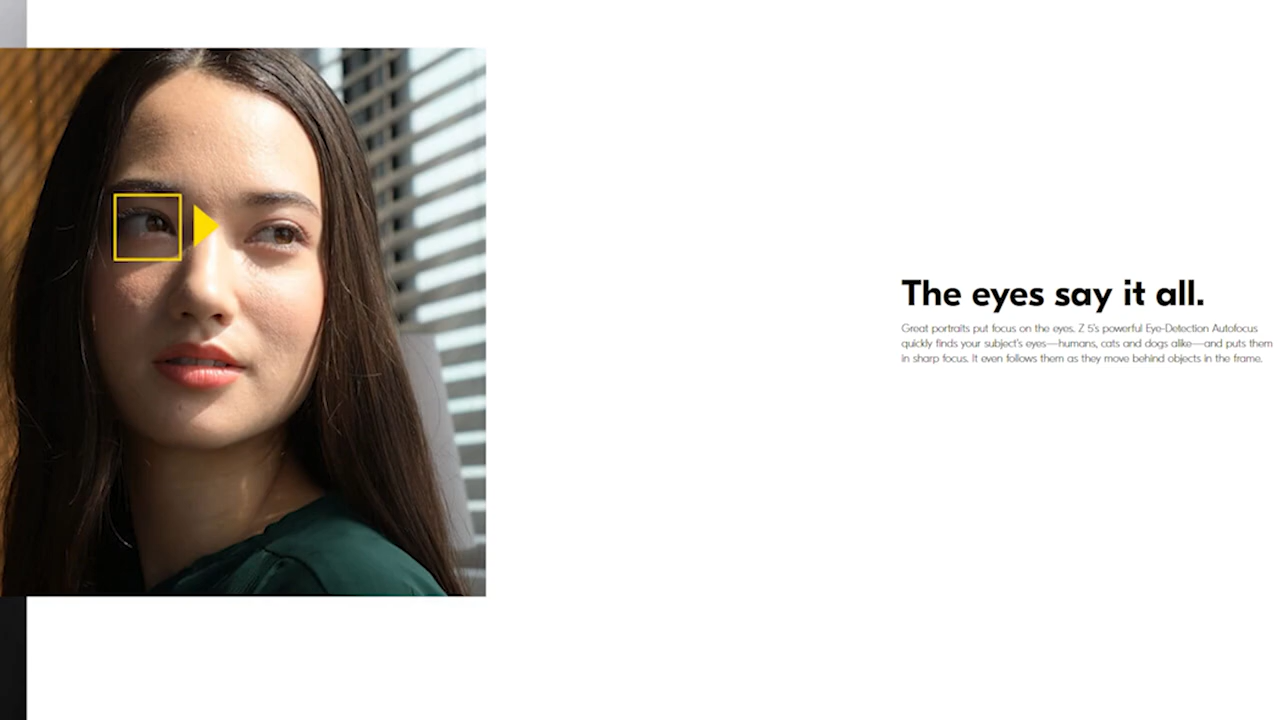 The eyes say it all.
Great portraits put focus on the eyes. Z 5's powerful Eye-Detection Autofocus
quickly finds your subject's eyes—humans, cats and dogs alike—and puts them
in sharp focus. It even follows them as they move behind objects in the frame.